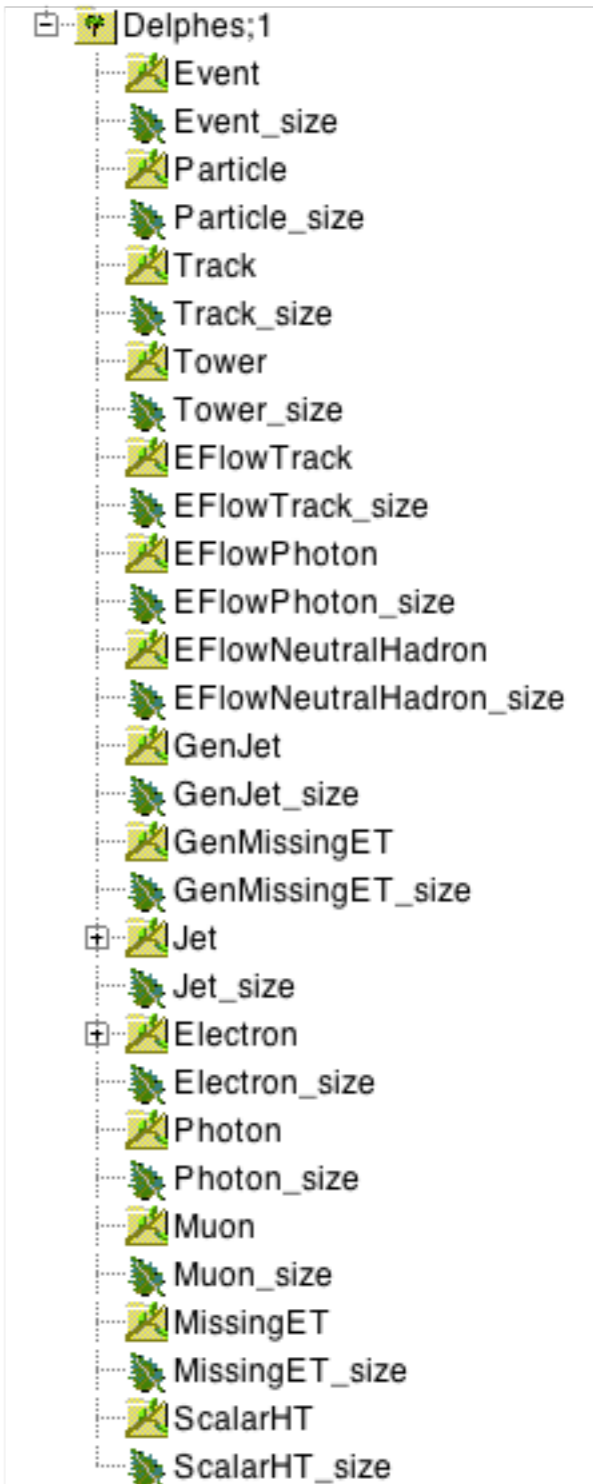 Delphes;1
Event
Event_size
Particle
Particle_size
Track
Track_size
Tower
Tower_size
EFlowTrack
EFlowTrack_size
EFlowPhoton
EFlowPhoton_size
EFlowNeutralHadron
EFlowNeutralHadron_size
GenJet
GenJet_size
GenMissingET
GenMissingET_size
Jet
Jet_size
Electron
Electron_size
Photon
Photon_size
Muon
Muon_size
MissingET
MissingET_size
ScalarHT
ScalarHT_size